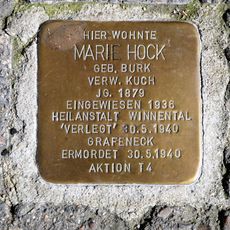 HIER WOHNTE
MARIE HOCK
GEB. BURK
VERW. KUCH
JG. 1879
EINGEWIESEN 1936
HEILANSTALT WINNENTAL
'VERLEGT' 30.5.1940
GRAFENECK
ERMORDET 30.5.1940
AKTION T4